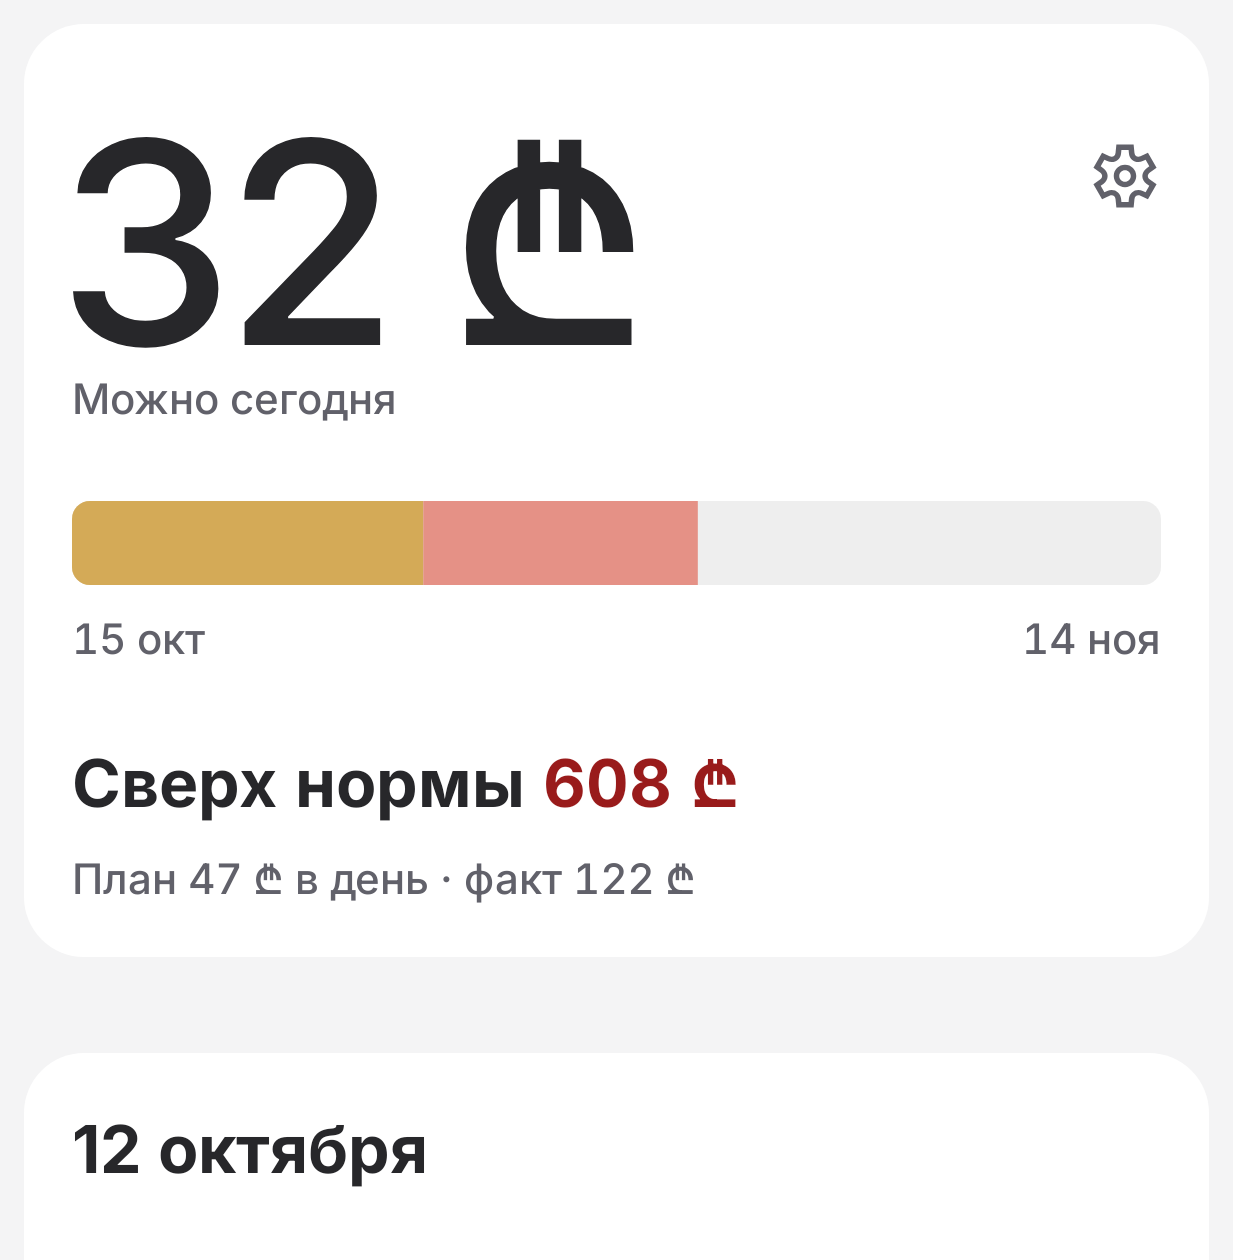 32 ₾
Можно сегодня
15 окт
14 ноя
Сверх нормы 608 ₾
План 47 ₾ в день · факт 122 ₾
12 октября